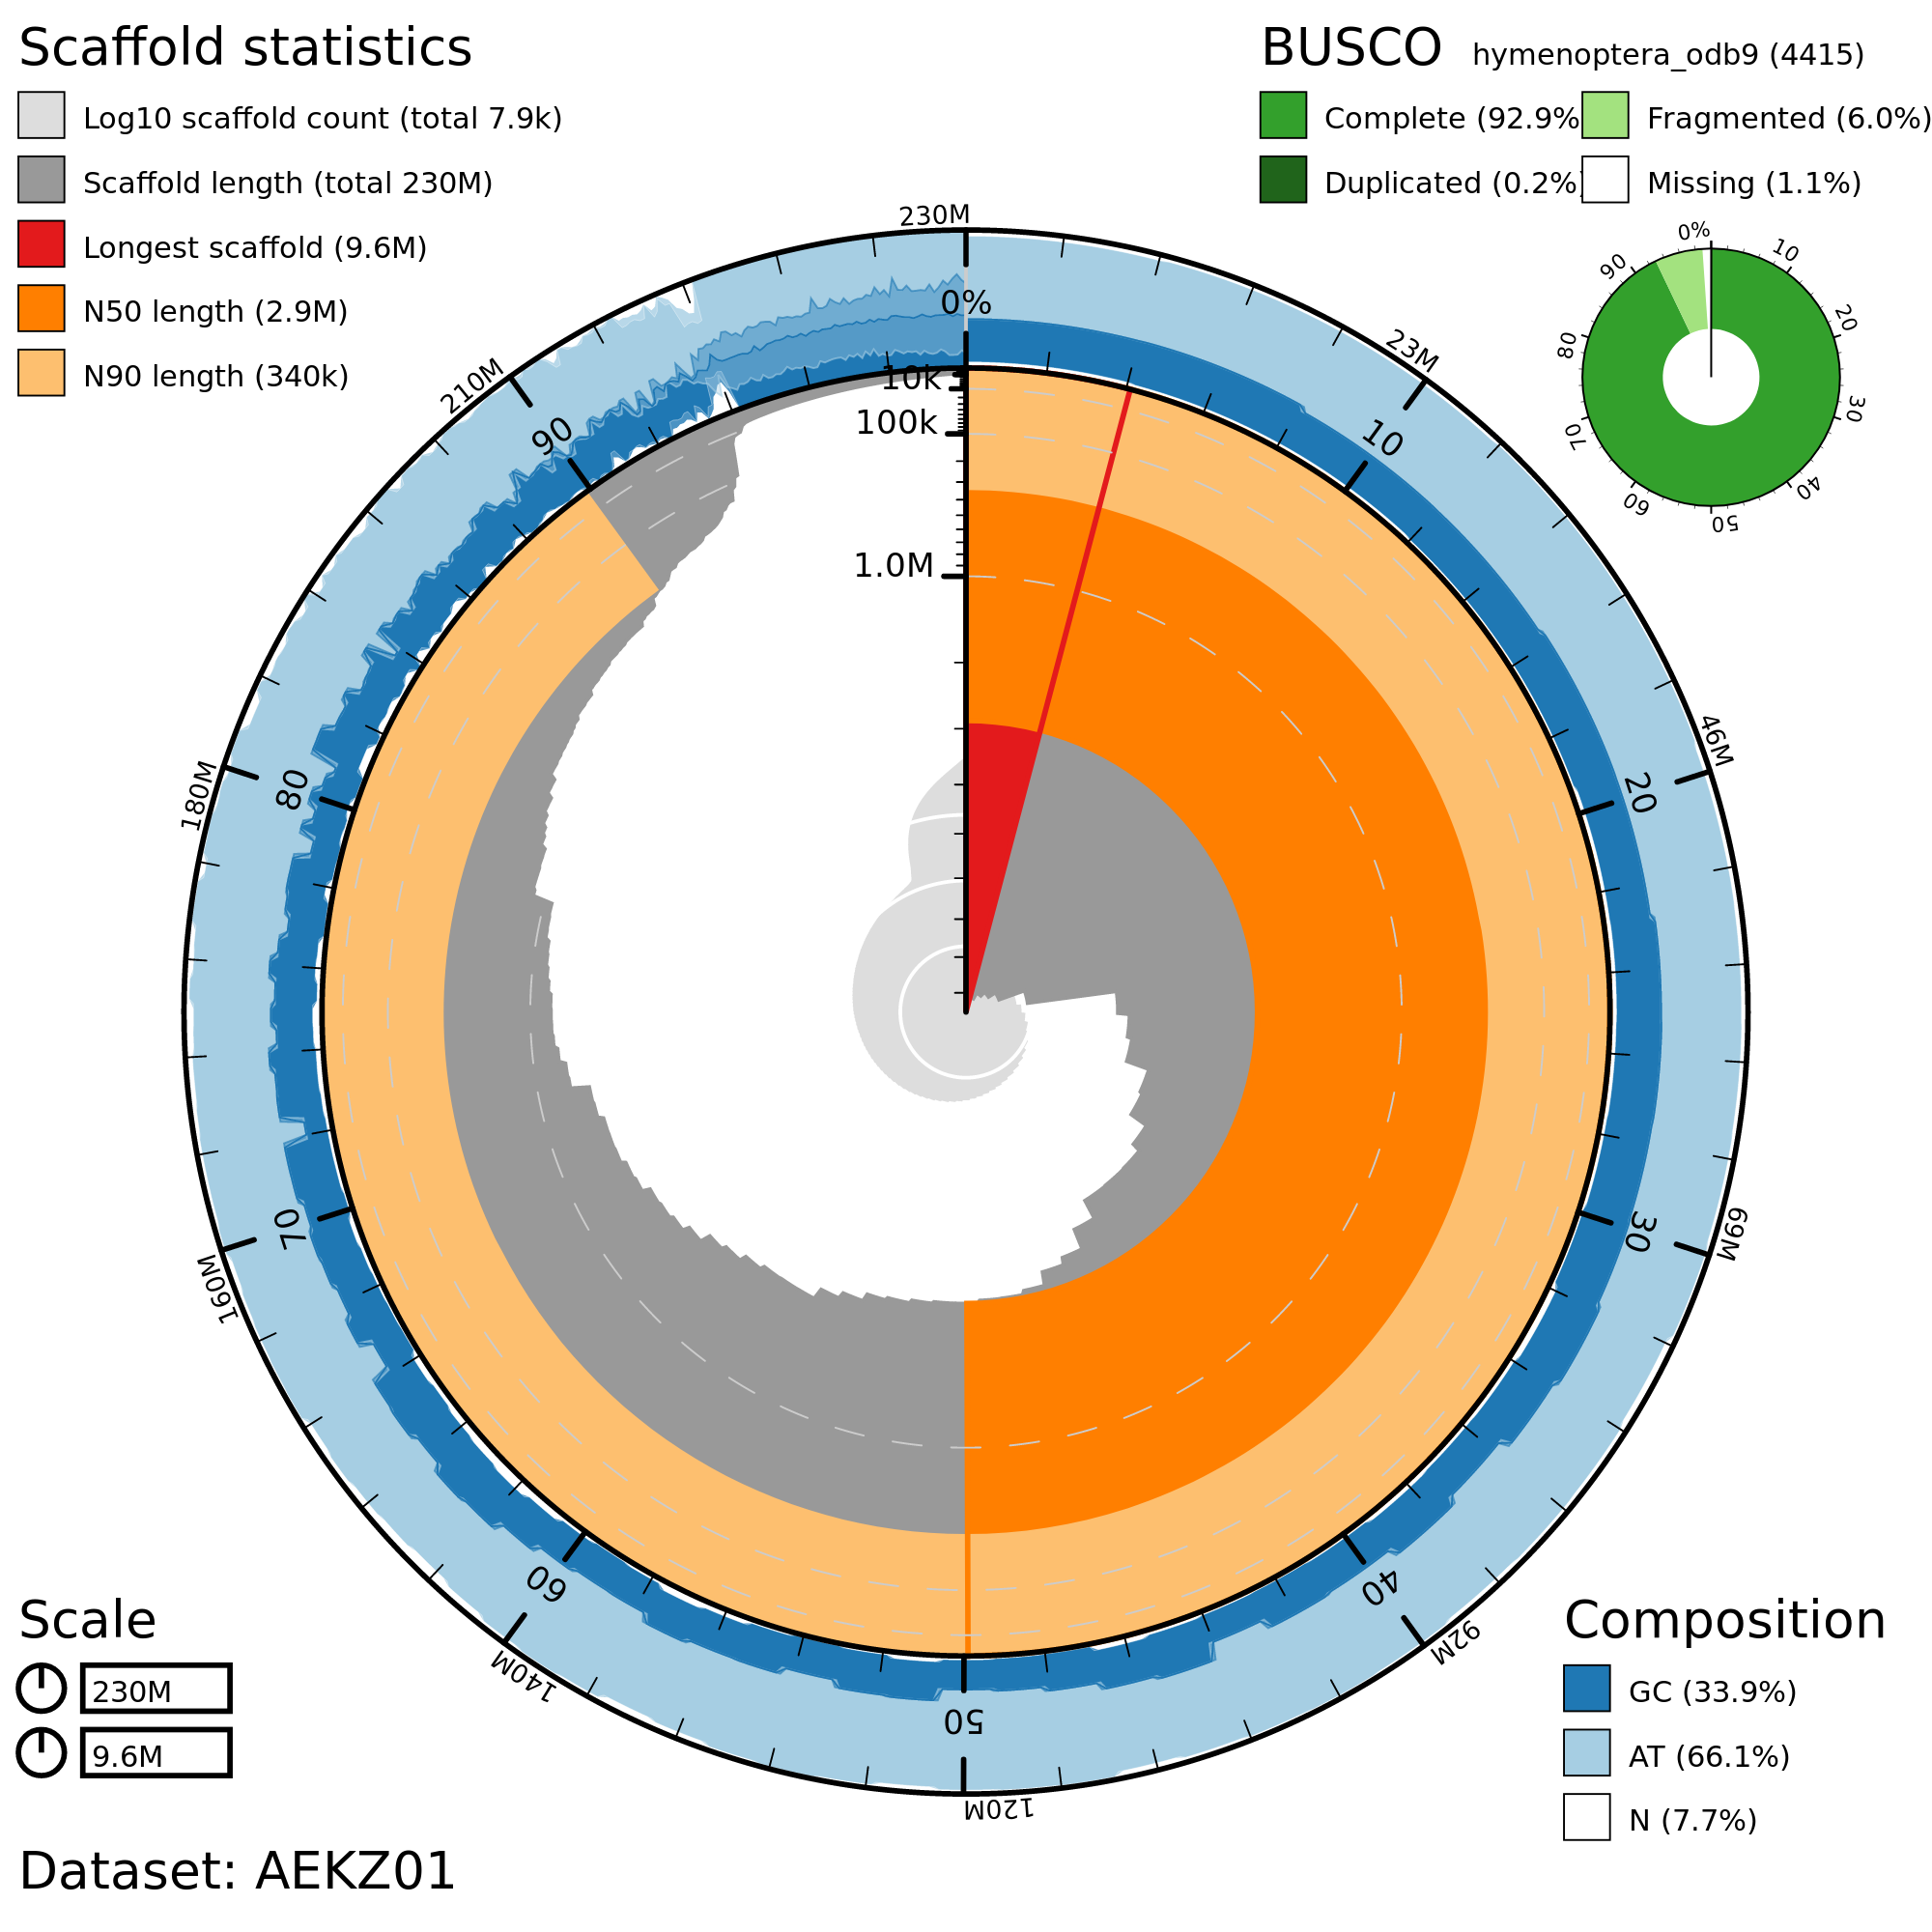 Scaffold statistics
Log10 scaffold count (total 7.9k)
Scaffold length (total 230M)
Longest scaffold (9.6M)
N50 length (2.9M)
N90 length (340k)
BUSCO hymenoptera_odb9 (4415)
Complete (92.9% Fragmented (6.0%)
Duplicated (0.2% Missing (1.1%)
0%
10
20
30
40
50
60
70
80
90
230M
23M
46M
69M
92M
120M
140M
160M
180M
210M
0%
10
20
30
40
50
60
70
80
90
10k
100k
1.0M
Scale
230M
9.6M
Composition
GC (33.9%)
AT (66.1%)
N (7.7%)
Dataset: AEKZ01